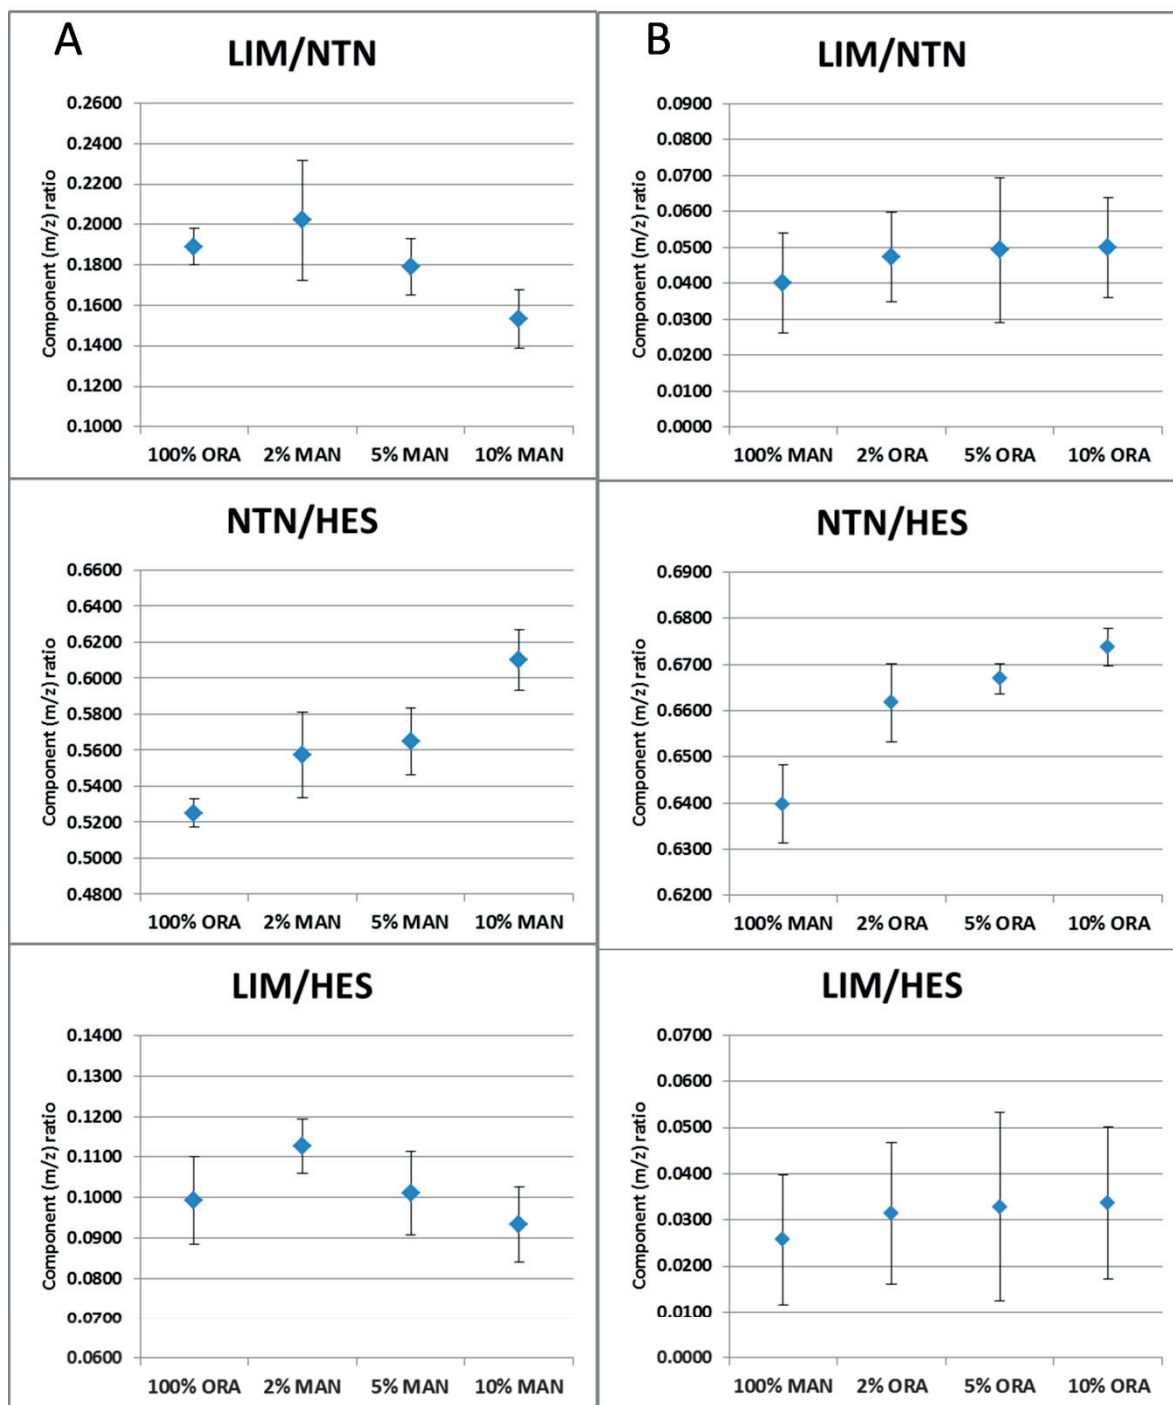 A
LIM/NTN
Component (m/z) ratio
0.2600
0.2400
0.2200
0.2000
0.1800
0.1600
0.1400
0.1200
0.1000
100% ORA 2% MAN 5% MAN 10% MAN
B
LIM/NTN
Component (m/z) ratio
0.0900
0.0800
0.0700
0.0600
0.0500
0.0400
0.0300
0.0200
0.0100
0.0000
100% MAN 2% ORA 5% ORA 10% ORA
NTN/HES
Component (m/z) ratio
0.6600
0.6400
0.6200
0.6000
0.5800
0.5600
0.5400
0.5200
0.5000
0.4800
100% ORA 2% MAN 5% MAN 10% MAN
NTN/HES
Component (m/z) ratio
0.6900
0.6800
0.6700
0.6600
0.6500
0.6400
0.6300
0.6200
100% MAN 2% ORA 5% ORA 10% ORA
LIM/HES
Component (m/z) ratio
0.1400
0.1300
0.1200
0.1100
0.1000
0.0900
0.0800
0.0700
0.0600
100% ORA 2% MAN 5% MAN 10% MAN
LIM/HES
Component (m/z) ratio
0.0700
0.0600
0.0500
0.0400
0.0300
0.0200
0.0100
0.0000
100% MAN 2% ORA 5% ORA 10% ORA